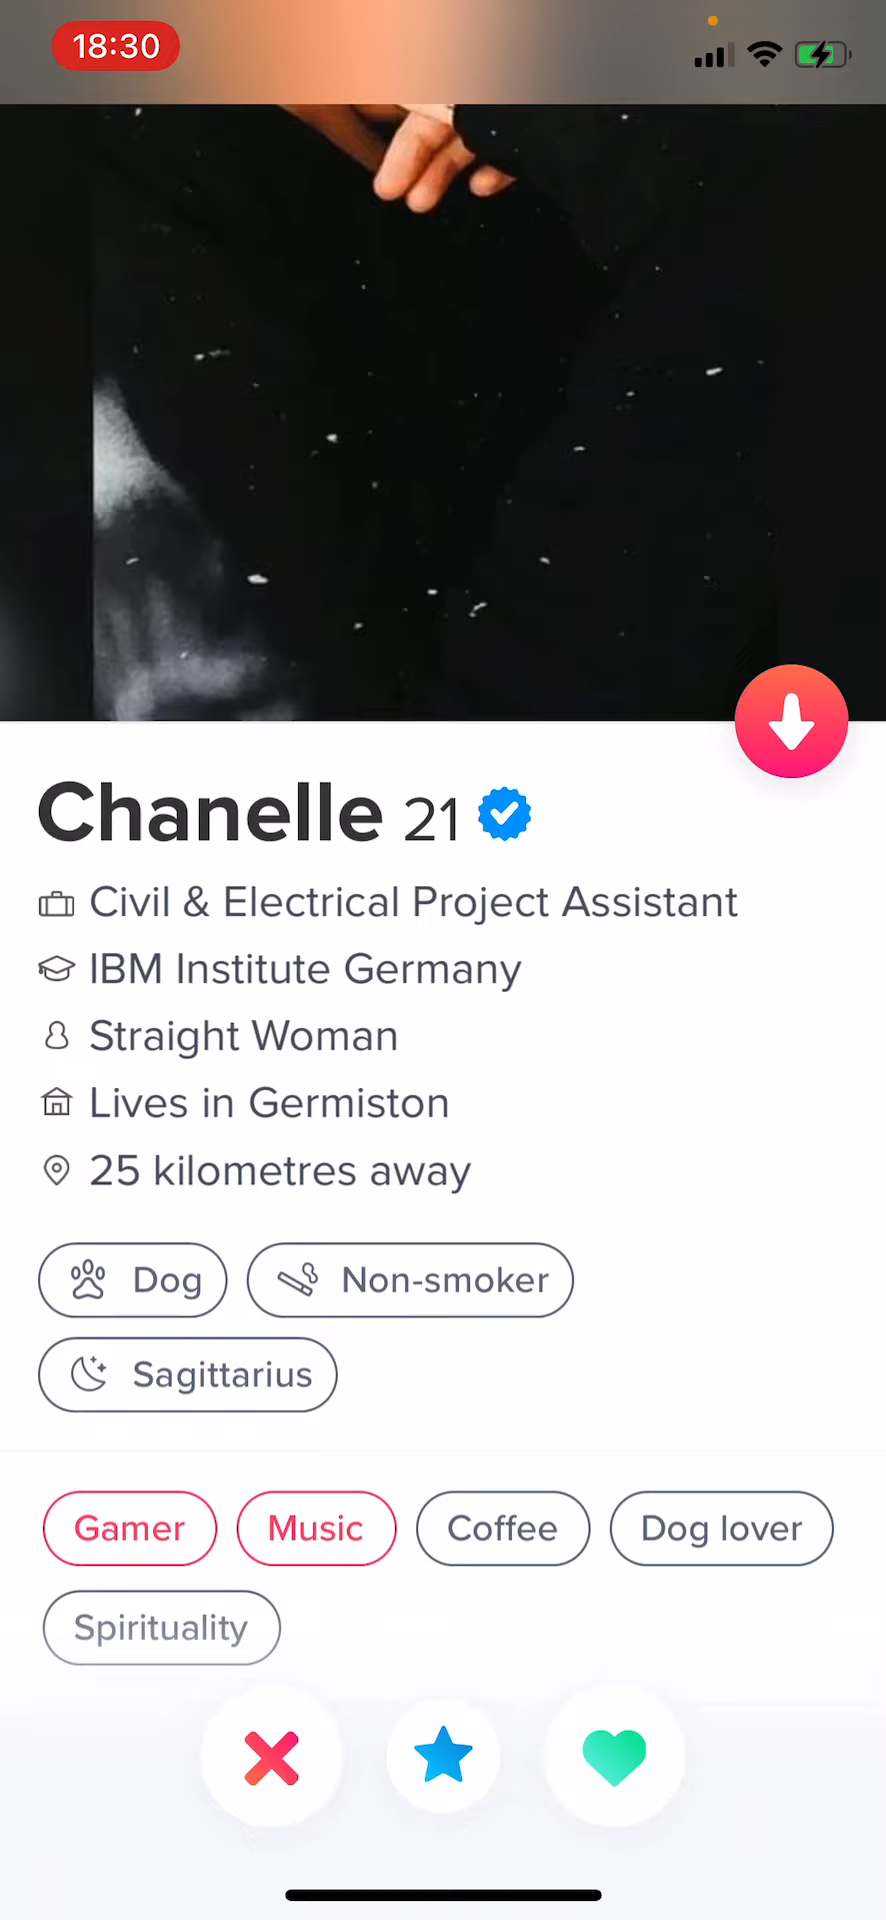 18:30
Chanelle 21
Civil & Electrical Project Assistant
IBM Institute Germany
Straight Woman
Lives in Germiston
25 kilometres away
Dog Non-smoker
Sagittarius
Gamer Music Coffee Dog lover
Spirituality